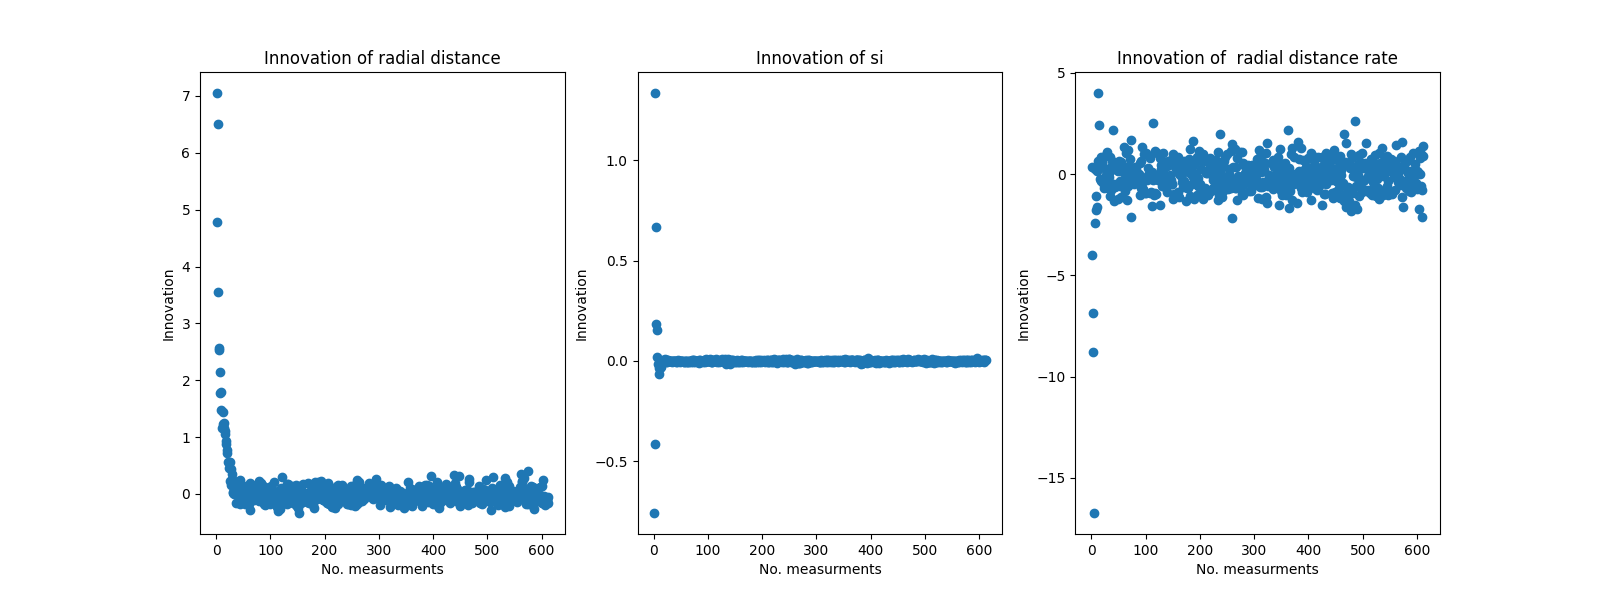 Innovation of radial distance
Innovation
7
6
5
4
3
2
1
0
0 100 200 300 400 500 600
No. measurments
Innovation of si
Innovation
1.0
0.5
0.0
−0.5
0 100 200 300 400 500 600
No. measurments
Innovation of  radial distance rate
Innovation
5
0
−5
−10
−15
0 100 200 300 400 500 600
No. measurments